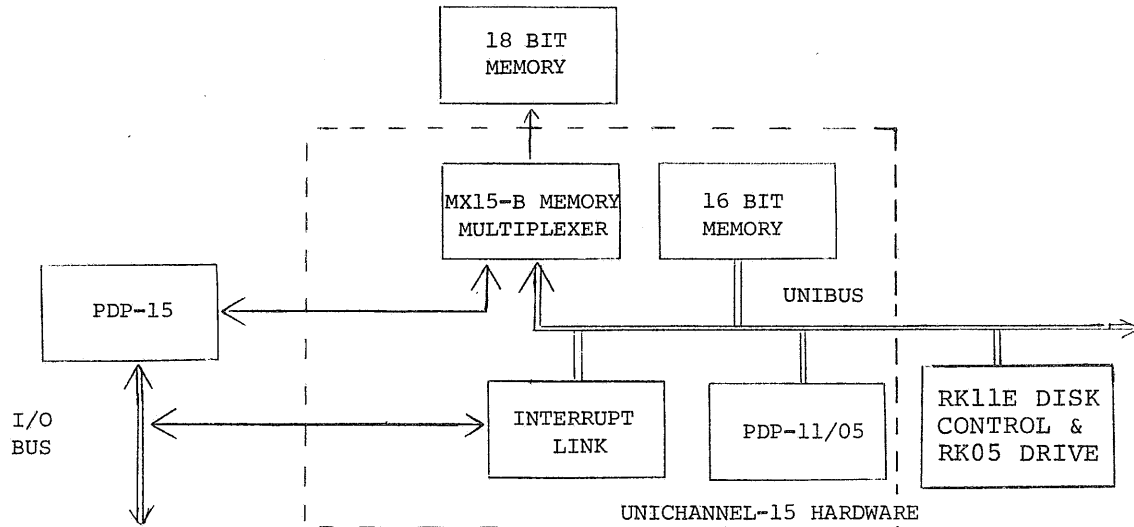 18 BIT
MEMORY
MX15-B MEMORY
MULTIPLEXER
16 BIT
MEMORY
PDP-15
UNIBUS
I/O
BUS
INTERRUPT
LINK
PDP-11/05
RK11E DISK
CONTROL &
RK05 DRIVE
UNICHANNEL-15 HARDWARE